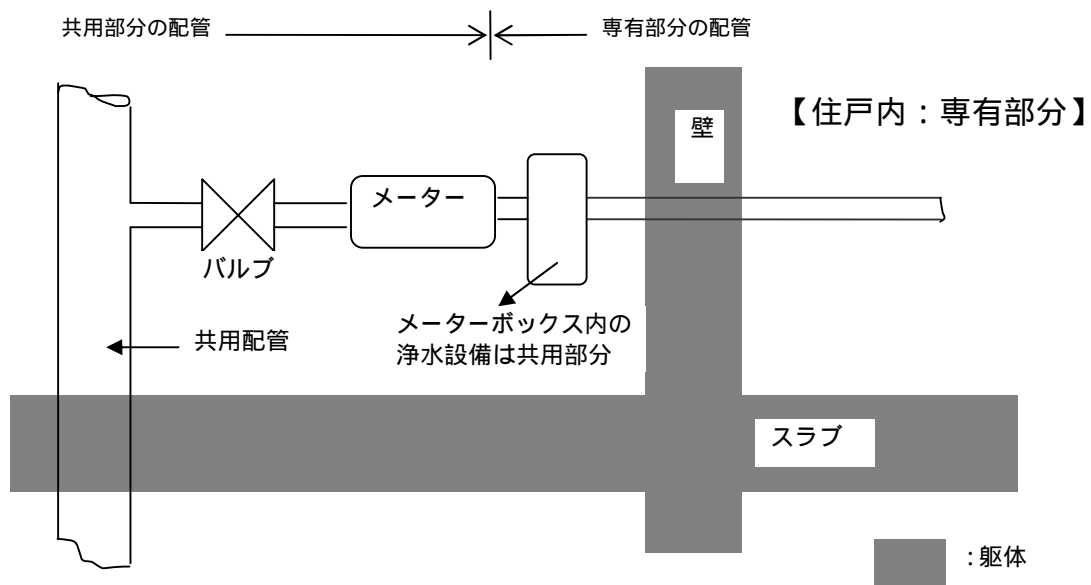 共用部分の配管
専有部分の配管
【住戸内：専有部分】
壁
メーター
バルブ
メーターボックス内の
浄水設備は共用部分
共用配管
スラブ
：躯体